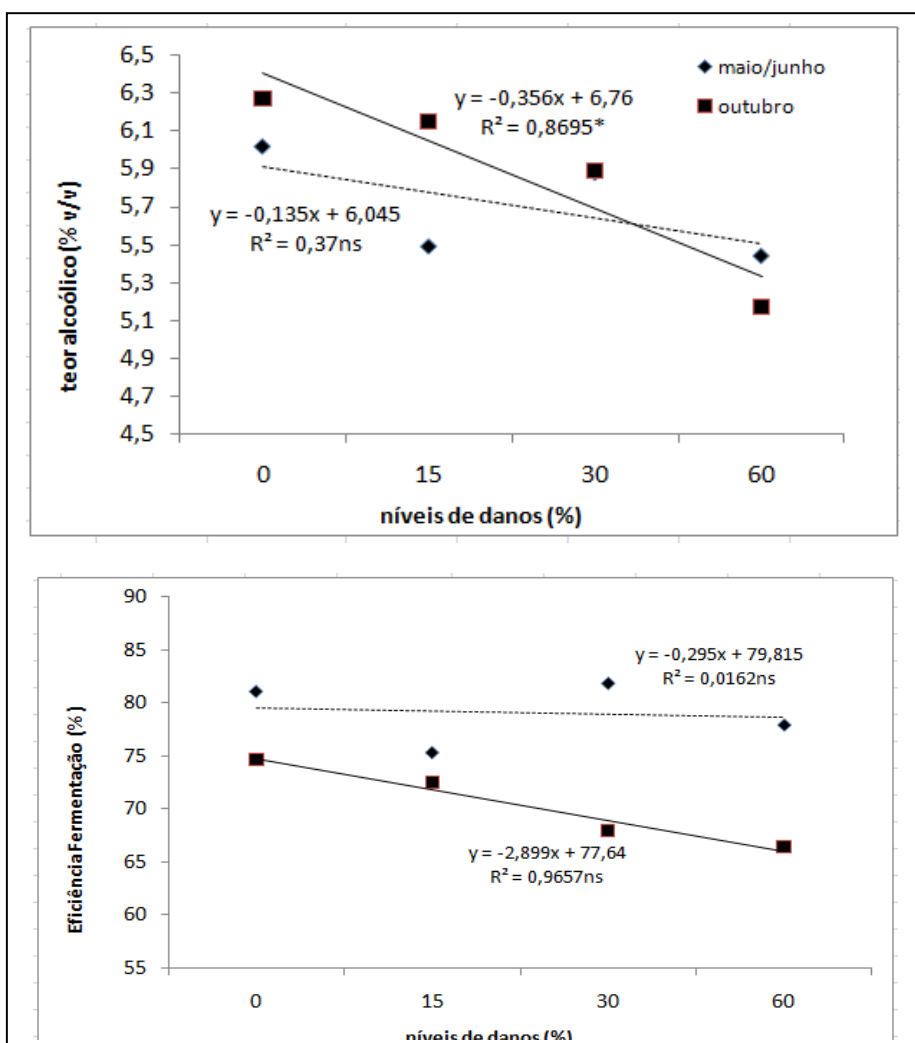 6,5
6,3
6,1
5,9
5,7
5,5
5,3
5,1
4,9
4,7
4,5
teor alcoólico (% v/v)
maio/junho
outubro
y = -0,356x + 6,76
R² = 0,8695*
y = -0,135x + 6,045
R² = 0,37ns
0 15 30 60
níveis de danos (%)
90
85
80
75
70
65
60
55
Eficiência Fermentação (%)
y = -0,295x + 79,815
R² = 0,0162ns
y = -2,899x + 77,64
R² = 0,9657ns
0 15 30 60
níveis de danos (%)